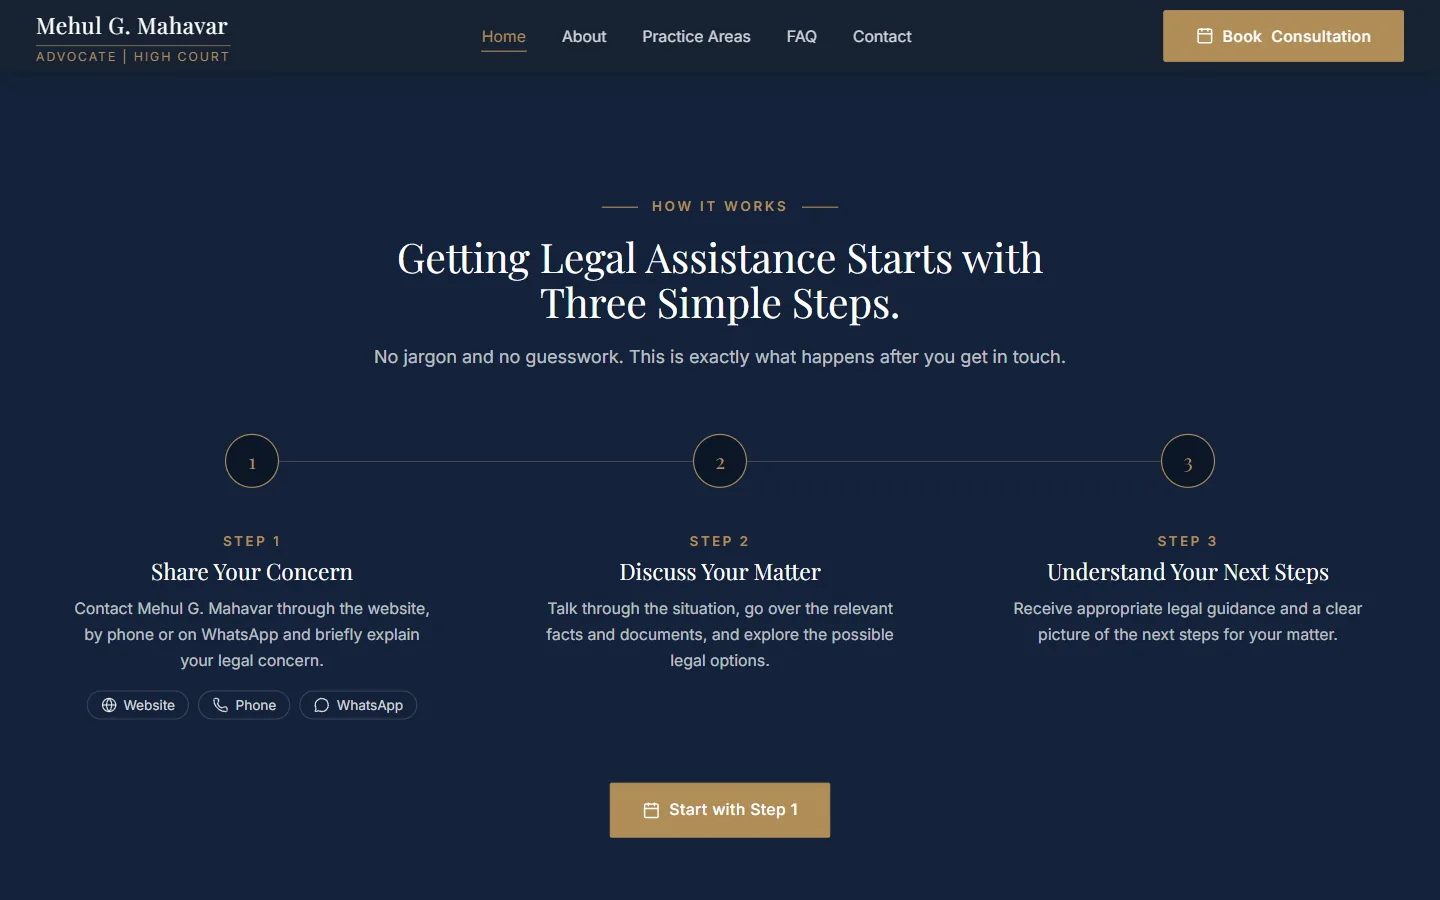 Mehul G. Mahavar
ADVOCATE | HIGH COURT
Home
About
Practice Areas
FAQ
Contact
Book Consultation
HOW IT WORKS
Getting Legal Assistance Starts with
Three Simple Steps.
No jargon and no guesswork. This is exactly what happens after you get in touch.
1
2
3
STEP 1
Share Your Concern
Contact Mehul G. Mahavar through the website,
by phone or on WhatsApp and briefly explain
your legal concern.
Website
Phone
WhatsApp
STEP 2
Discuss Your Matter
Talk through the situation, go over the relevant
facts and documents, and explore the possible
legal options.
STEP 3
Understand Your Next Steps
Receive appropriate legal guidance and a clear
picture of the next steps for your matter.
Start with Step 1